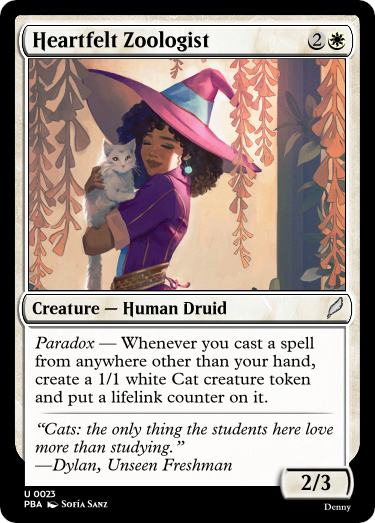 Heartfelt Zoologist 2
Creature — Human Druid
Paradox — Whenever you cast a spell
from anywhere other than your hand,
create a 1/1 white Cat creature token
and put a lifelink counter on it.
“Cats: the only thing the students here love
more than studying.”
—Dylan, Unseen Freshman
2/3
U 0023
PBA Sofía Sanz
Denny